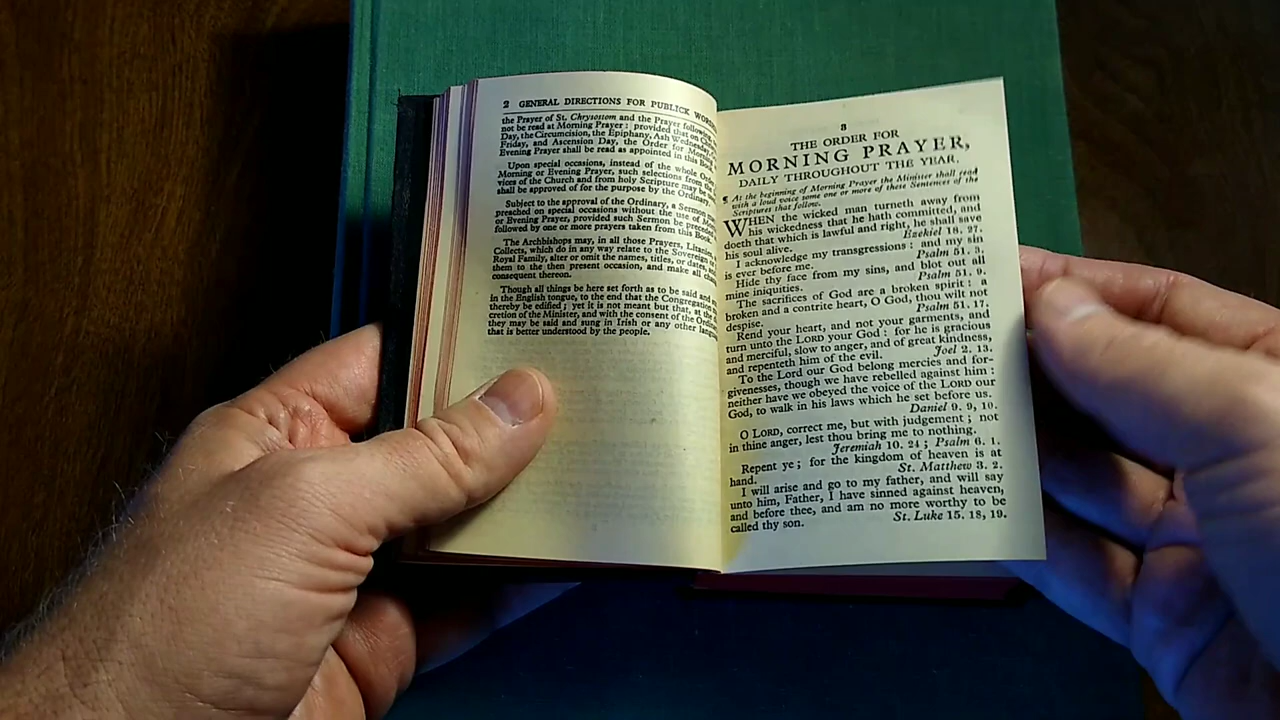 2 GENERAL DIRECTIONS FOR PUBLICK
the Prayer of St. Chrysostom and the Prayer following
not be read at Morning Prayer: provided that on
Day, the Circumcision, the Epiphany, Ash Wednesday,
Friday, and Ascension Day, the Order for
Evening Prayer shall be read as appointed in this
Upon special occasions, instead of the whole
Morning or Evening Prayer, such selections from the
vices of the Church and from holy Scripture may be
shall be approved of for the purpose by the Ordinary.
Subject to the approval of the Ordinary, a Sermon
preached on special occasions without the use of
or Evening Prayer, provided such Sermon be preceded
followed by one or more prayers taken from this Book.
The Archbishops may, in all those Prayers,
Collects, which do in any way relate to the Sovereign
Royal Family, alter or omit the names, titles, or dates,
them to the then present occasion, and make all
consequent thereon.
Though all things be here set forth as to be said and
in the English tongue, to the end that the Congregation
thereby be edified; yet it is not meant but that, at the
cretion of the Minister, and with the consent of the
they may be said and sung in Irish or any other
that is better understood by the people.
3
THE ORDER FOR
MORNING PRAYER,
DAILY THROUGHOUT THE YEAR.
¶ At the beginning of Morning Prayer the Minister shall read
with a loud voice some one or more of these Sentences of the
Scriptures that follow.
WHEN the wicked man turneth away from
his wickedness that he hath committed, and
doeth that which is lawful and right, he shall save
his soul alive. Ezekiel 18. 27.
I acknowledge my transgressions: and my sin
is ever before me. Psalm 51. 3.
Hide thy face from my sins, and blot out all
mine iniquities. Psalm 51. 9.
The sacrifices of God are a broken spirit: a
broken and a contrite heart, O God, thou wilt not
despise. Psalm 51. 17.
Rend your heart, and not your garments, and
turn unto the LORD your God: for he is gracious
and merciful, slow to anger, and of great kindness,
and repenteth him of the evil. Joel 2. 13.
To the Lord our God belong mercies and for-
givenesses, though we have rebelled against him:
neither have we obeyed the voice of the LORD our
God, to walk in his laws which he set before us.
Daniel 9. 9, 10.
O LORD, correct me, but with judgement; not
in thine anger, lest thou bring me to nothing.
Jeremiah 10. 24; Psalm 6. 1.
Repent ye; for the kingdom of heaven is at
hand. St. Matthew 3. 2.
I will arise and go to my father, and will say
unto him, Father, I have sinned against heaven,
and before thee, and am no more worthy to be
called thy son. St. Luke 15. 18, 19.